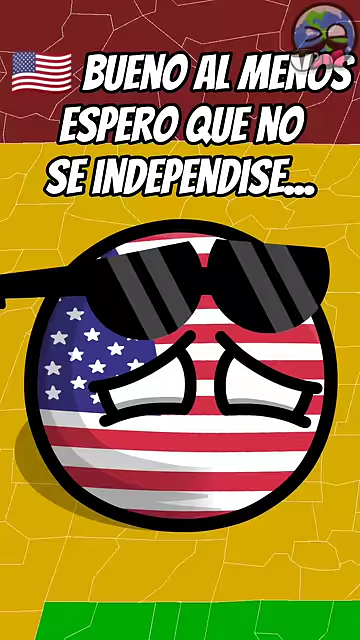 🇺🇸 BUENO AL MENOS
ESPERO QUE NO
SE INDEPENDISE...